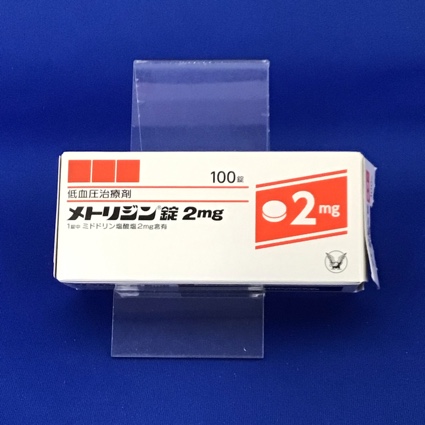 100錠
低血圧治療剤
メトリジン®錠 2mg
1錠中 ミドドリン塩酸塩2mg含有
2mg